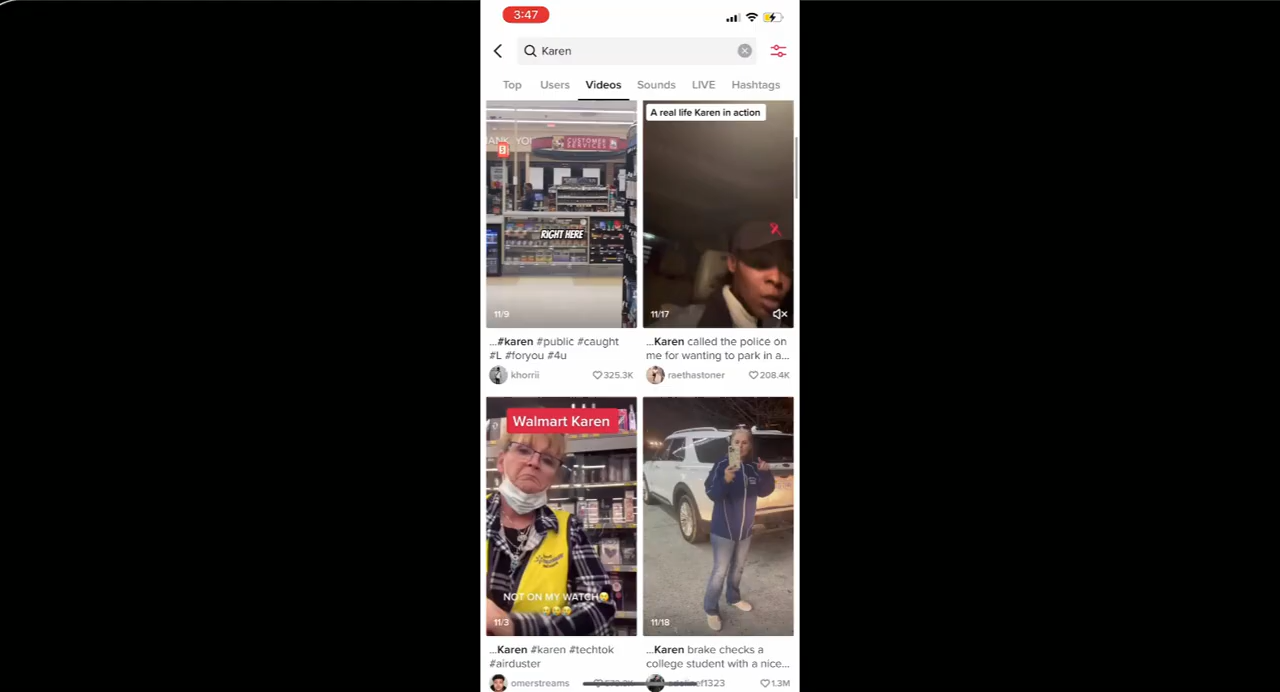 3:47
Karen
Top Users Videos Sounds LIVE Hashtags
CUSTOMER
SERVICES
RIGHT HERE
11/9
...#karen #public #caught
#L #foryou #4u
khorrii 325.3K
A real life Karen in action
11/17
...Karen called the police on
me for wanting to park in a...
raethastoner 208.4K
Walmart Karen
NOT ON MY WATCH
11/3
...Karen #karen #techtok
#airduster
omerstreams
11/18
...Karen brake checks a
college student with a nice...
1.3M